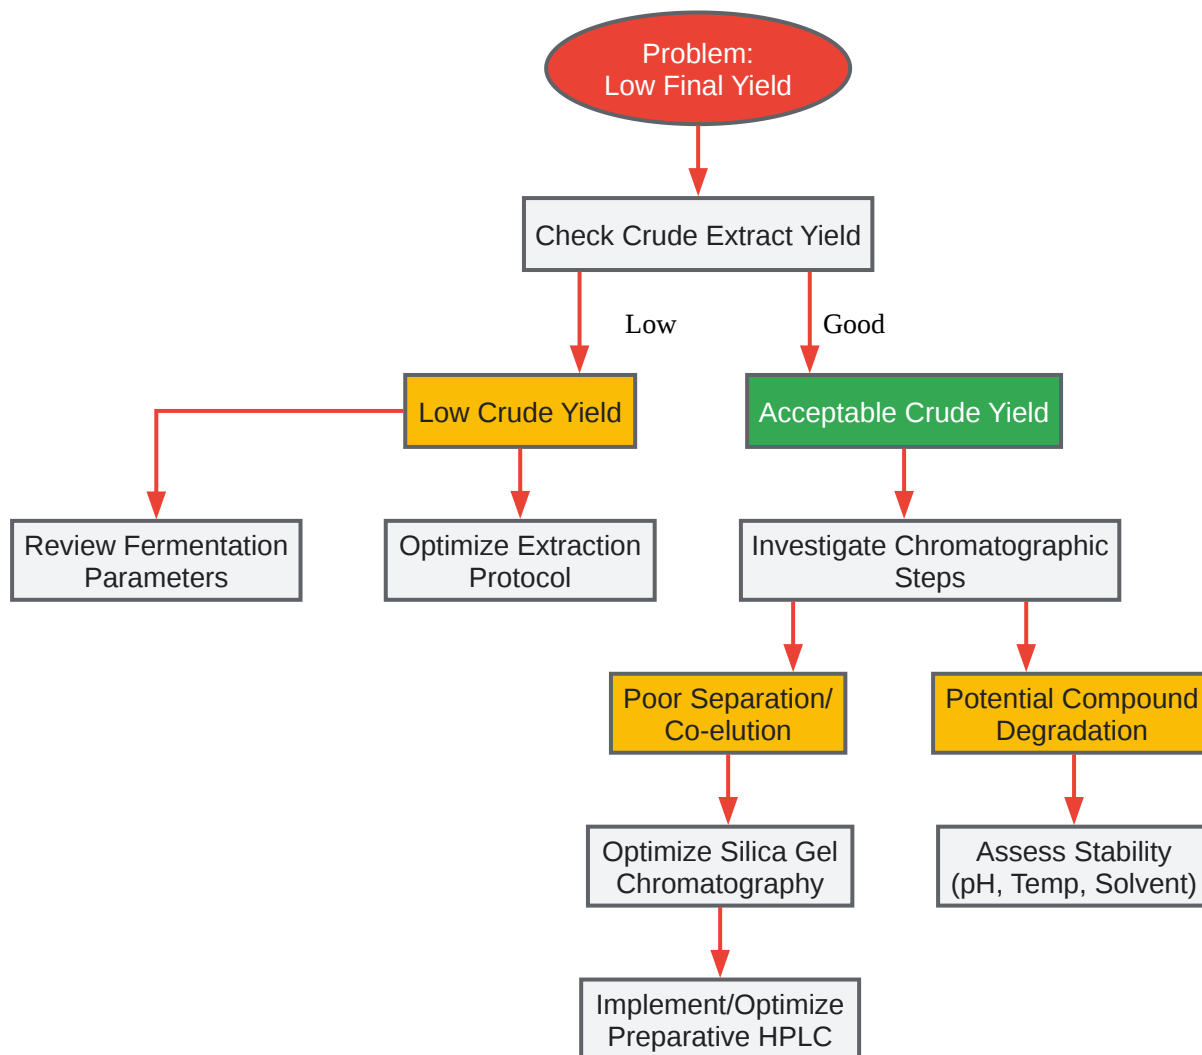 Problem:
Low Final Yield
Check Crude Extract Yield
Low
Good
Low Crude Yield
Acceptable Crude Yield
Review Fermentation
Parameters
Optimize Extraction
Protocol
Investigate Chromatographic
Steps
Poor Separation/
Co-elution
Potential Compound
Degradation
Optimize Silica Gel
Chromatography
Assess Stability
(pH, Temp, Solvent)
Implement/Optimize
Preparative HPLC